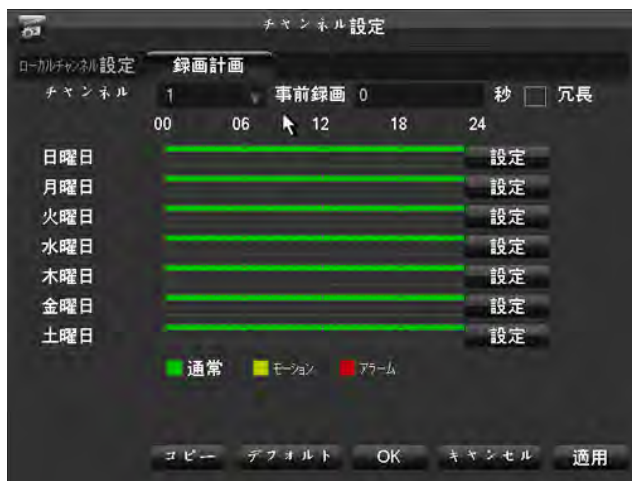 チャンネル設定
ローカルチャンネル設定 録画計画
チャンネル 1 事前録画 0 秒 冗長
00 06 12 18 24
日曜日 設定
月曜日 設定
火曜日 設定
水曜日 設定
木曜日 設定
金曜日 設定
土曜日 設定
通常 モーション アラーム
コピー デフォルト OK キャンセル 適用